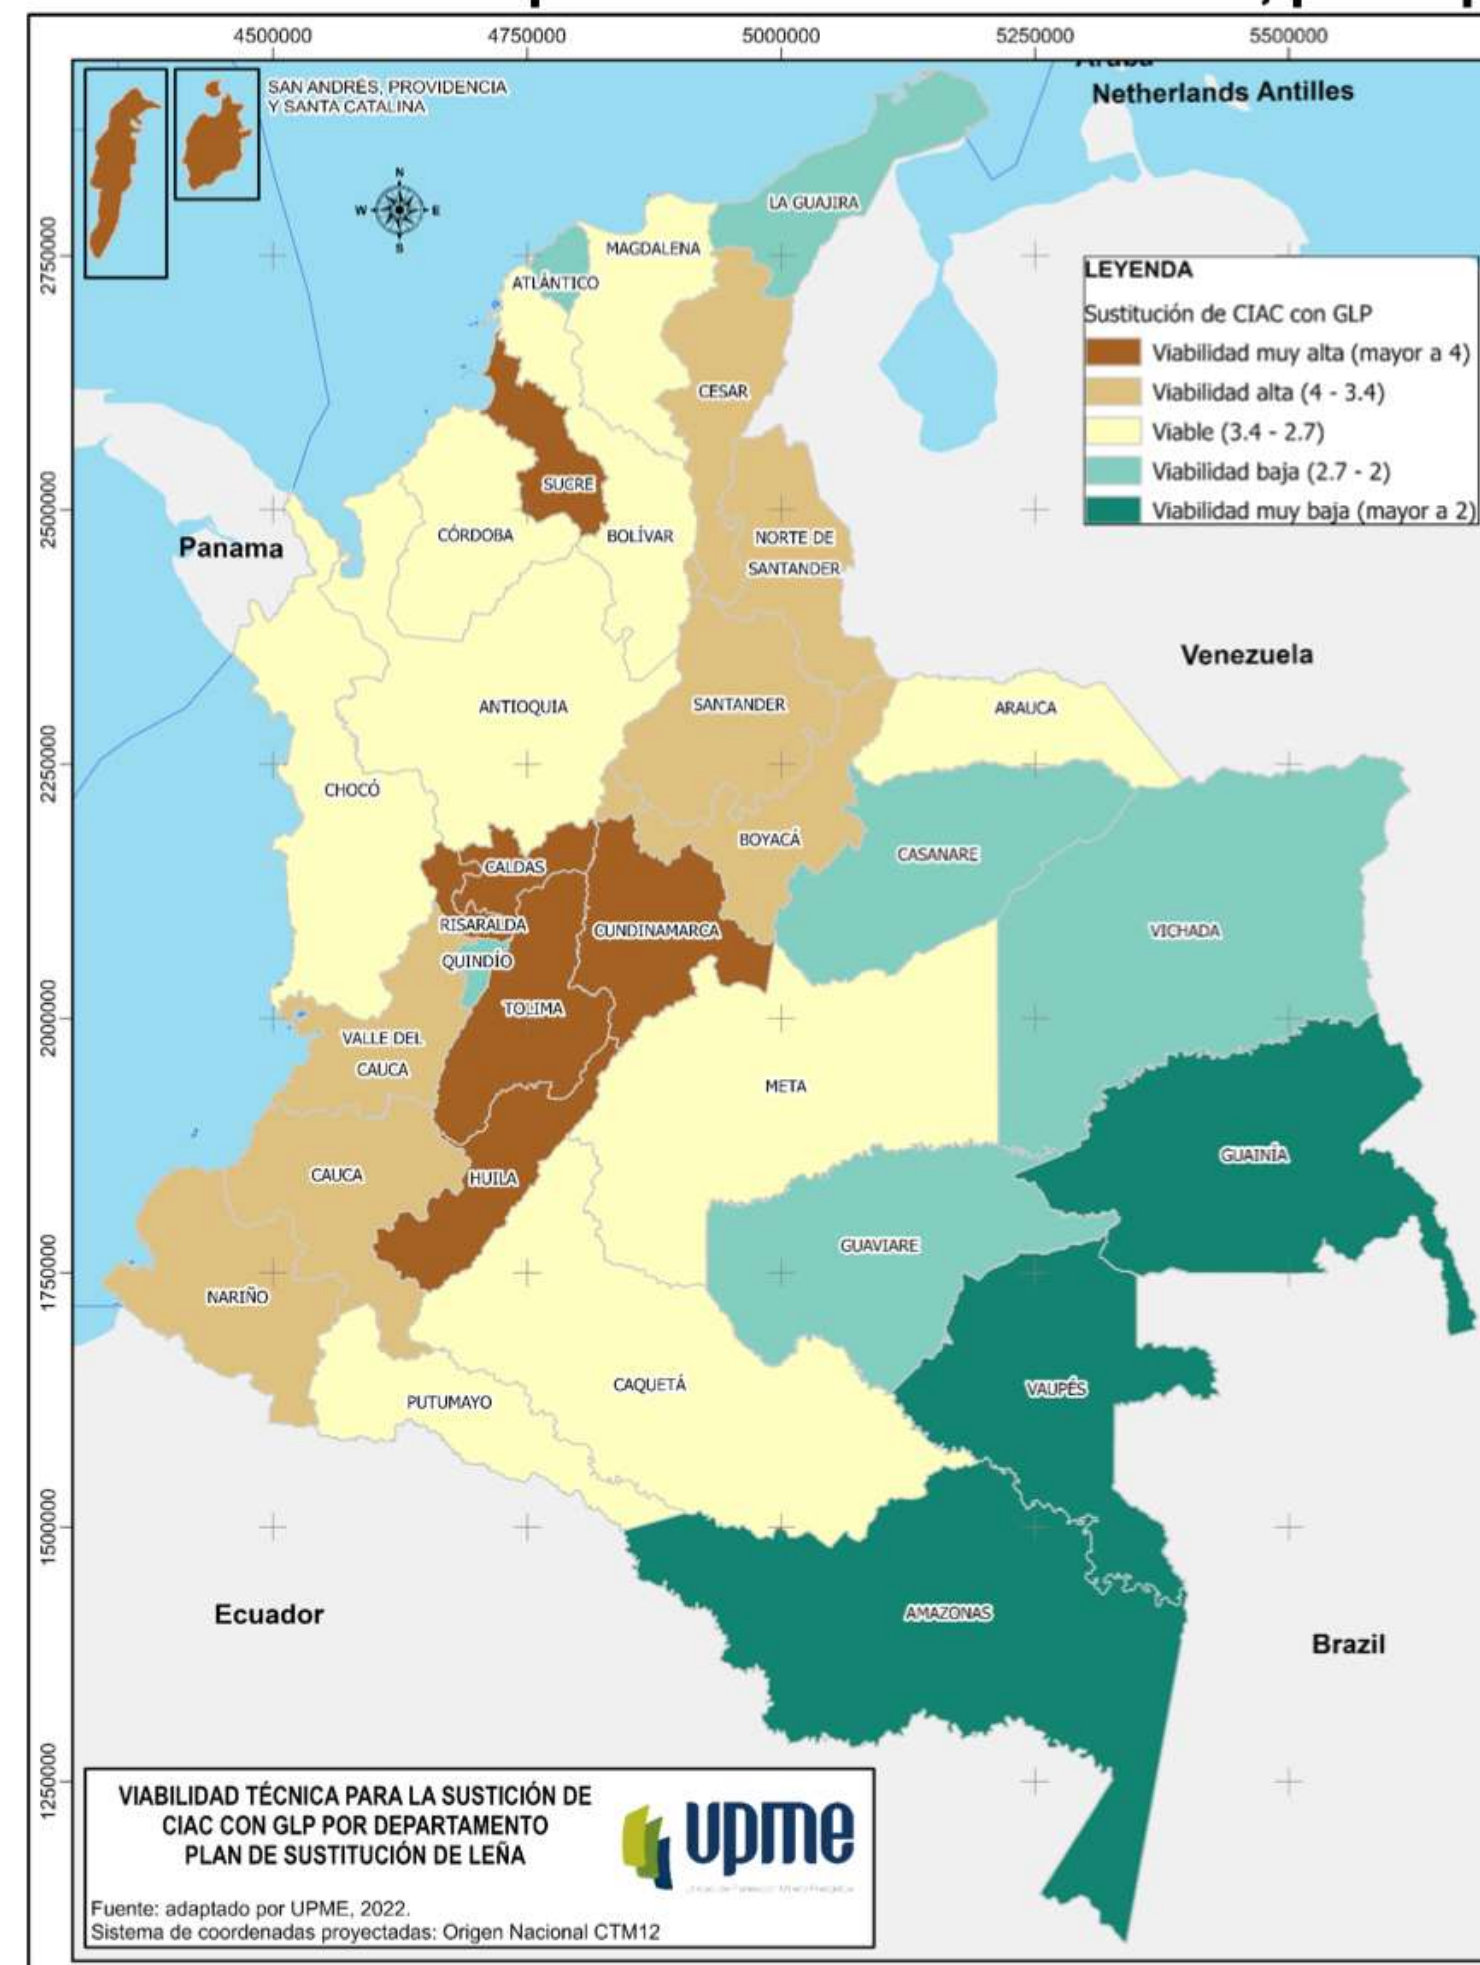 4500000
4750000
5000000
5250000
5500000
SAN ANDRÉS, PROVIDENCIA
Y SANTA CATALINA
Netherlands Antilles
N
W
E
S
LA GUAJIRA
MAGDALENA
ATLÁNTICO
2750000
LEYENDA
Sustitución de CIAC con GLP
Viabilidad muy alta (mayor a 4)
Viabilidad alta (4 - 3.4)
Viable (3.4 - 2.7)
Viabilidad baja (2.7 - 2)
Viabilidad muy baja (mayor a 2)
CESAR
SUCRE
2500000
CÓRDOBA
BOLÍVAR
NORTE DE
SANTANDER
Panama
Venezuela
ANTIOQUIA
SANTANDER
ARAUCA
2250000
CHOCÓ
BOYACÁ
CASANARE
CALDAS
RISARALDA
CUNDINAMARCA
VICHADA
QUINDÍO
TOLIMA
2000000
VALLE DEL
CAUCA
META
GUAINÍA
CAUCA
HUILA
GUAVIARE
1750000
NARIÑO
CAQUETÁ
VAUPÉS
PUTUMAYO
1500000
Ecuador
AMAZONAS
Brazil
1250000
VIABILIDAD TÉCNICA PARA LA SUSTICIÓN DE
CIAC CON GLP POR DEPARTAMENTO
PLAN DE SUSTITUCIÓN DE LEÑA
upme
Fuente: adaptado por UPME, 2022.
Sistema de coordenadas proyectadas: Origen Nacional CTM12